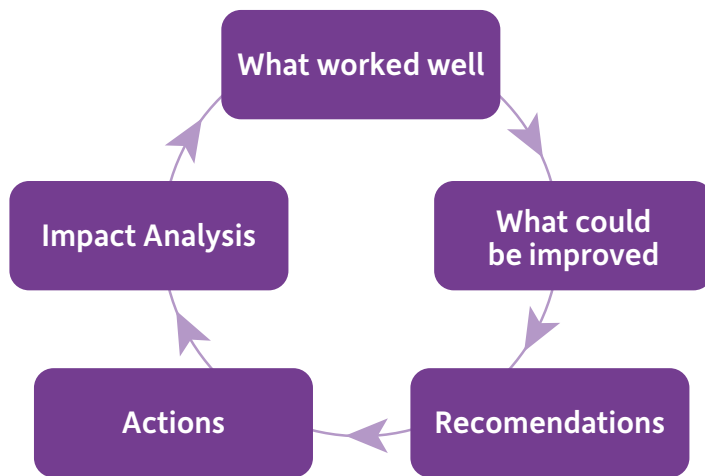 What worked well
What could
be improved
Recomendations
Actions
Impact Analysis